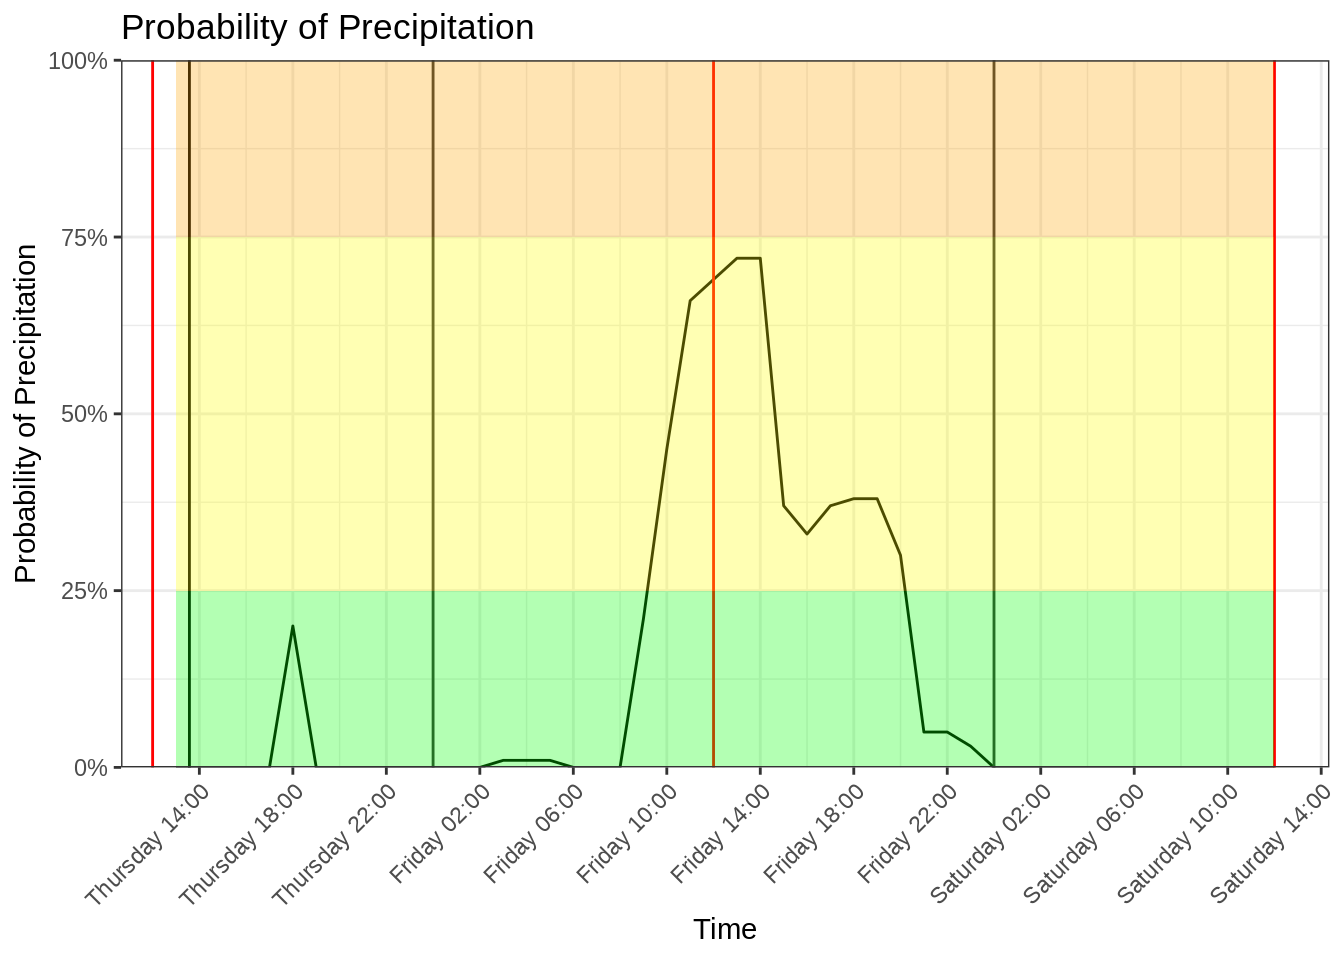 Probability of Precipitation
Probability of Precipitation
100%
75%
50%
25%
0%
Thursday 14:00
Thursday 18:00
Thursday 22:00
Friday 02:00
Friday 06:00
Friday 10:00
Friday 14:00
Friday 18:00
Friday 22:00
Saturday 02:00
Saturday 06:00
Saturday 10:00
Saturday 14:00
Time